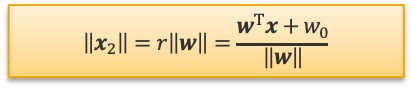 ‖𝒙₂‖ = r‖𝒘‖ = (𝒘ᵀ𝒙 + w₀) / ‖𝒘‖